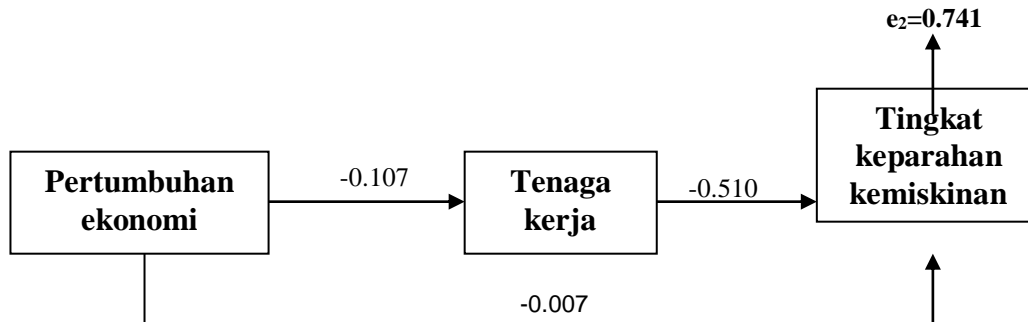 e₂=0.741
Pertumbuhan
ekonomi
-0.107
Tenaga
kerja
-0.510
Tingkat
keparahan
kemiskinan
-0.007